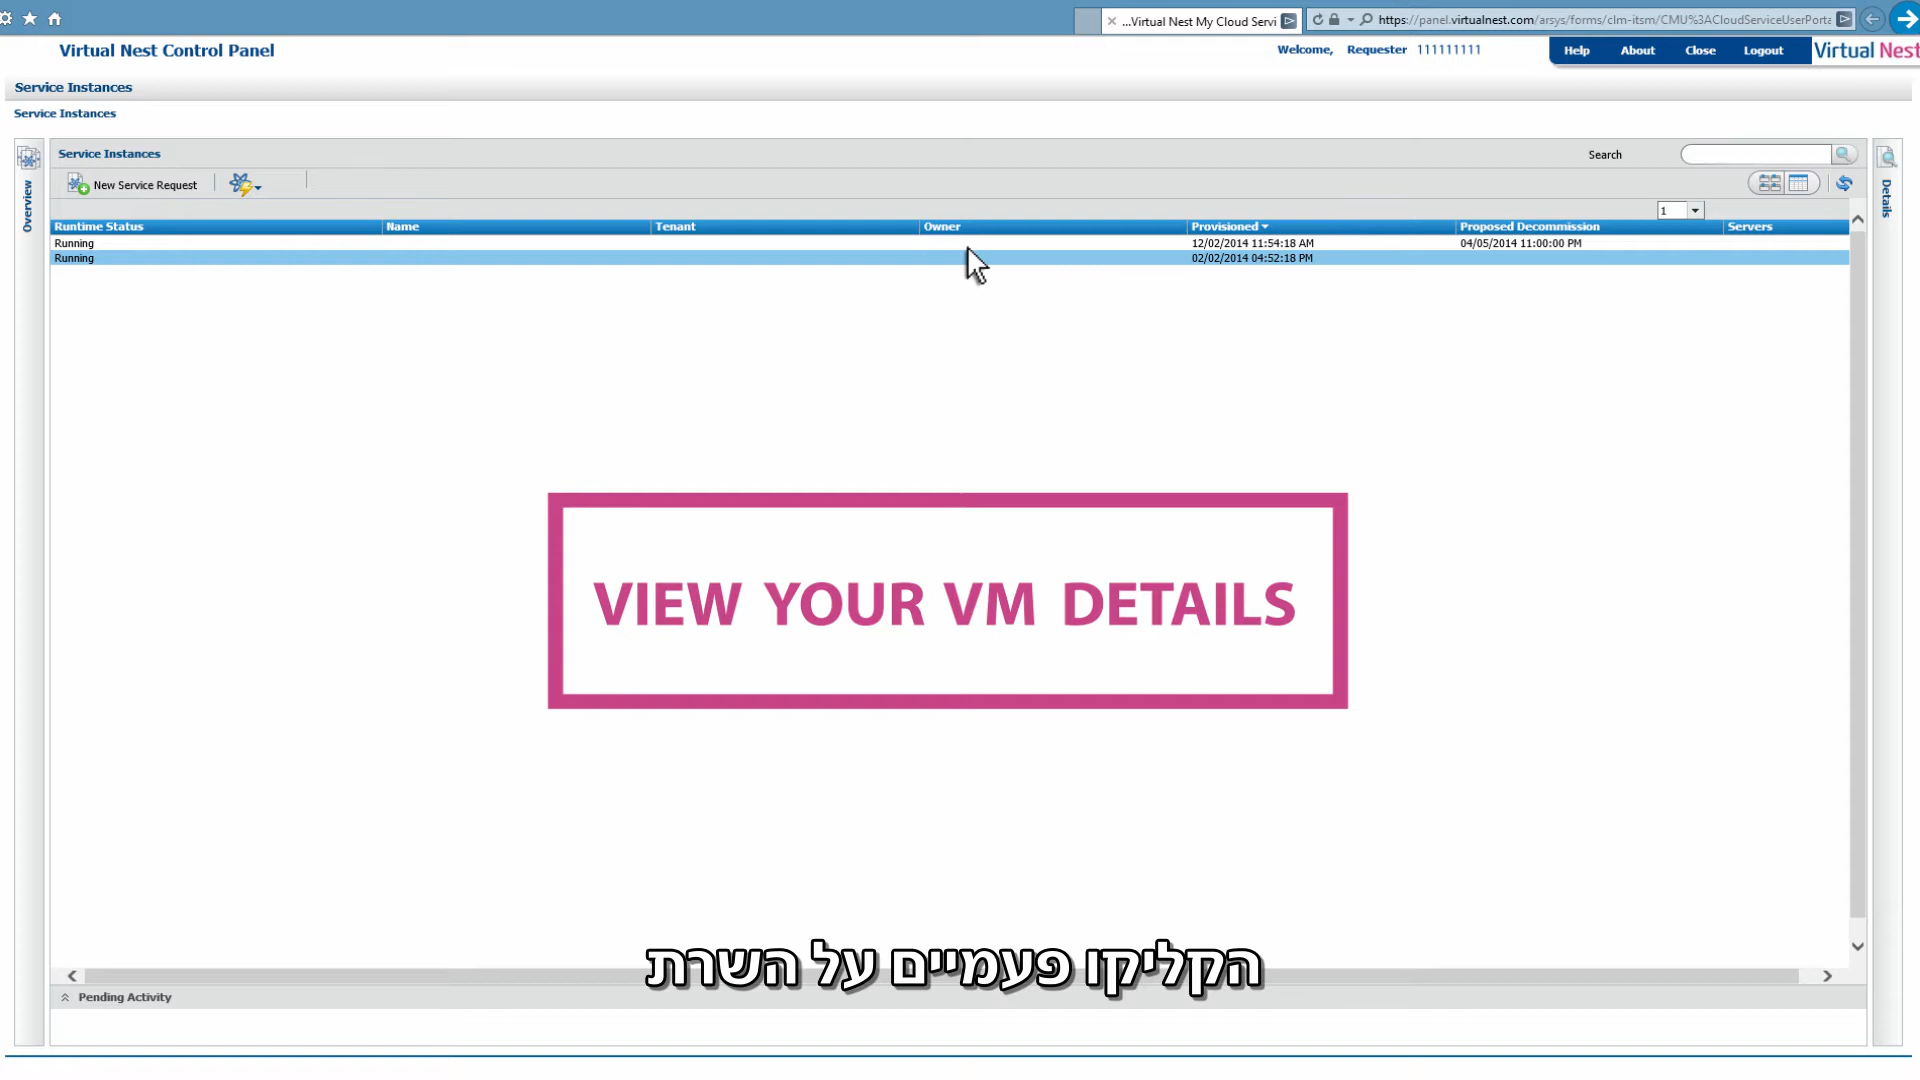 ...Virtual Nest My Cloud Servi
https://panel.virtualnest.com/arsys/forms/clm-itsm/CMU%3ACloudServiceUserPorta
Virtual Nest Control Panel
Welcome, Requester 111111111
Help About Close Logout
Virtual Nest
Service Instances
Service Instances
Service Instances
Search
Overview
Details
New Service Request
1
Runtime Status Name Tenant Owner Provisioned Proposed Decommission Servers
Running 12/02/2014 11:54:18 AM 04/05/2014 11:00:00 PM
Running 02/02/2014 04:52:18 PM
VIEW YOUR VM DETAILS
הקליקו פעמיים על השרת
Pending Activity